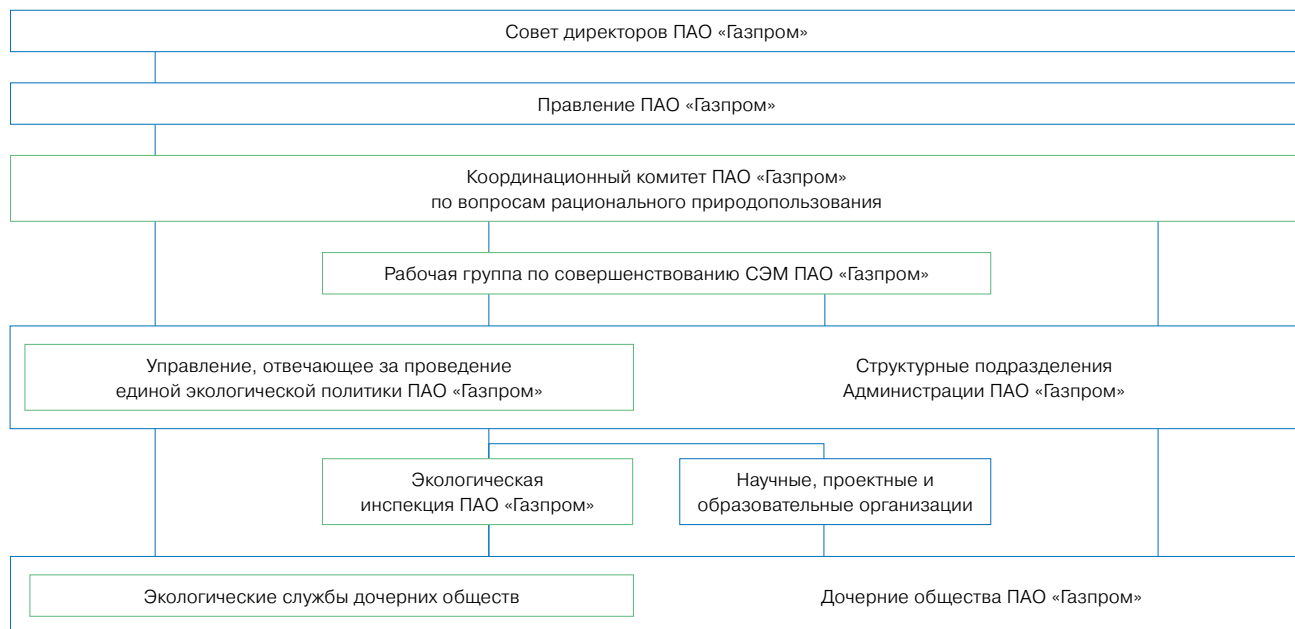 Совет директоров ПАО «Газпром»
Правление ПАО «Газпром»
Координационный комитет ПАО «Газпром»
по вопросам рационального природопользования
Рабочая группа по совершенствованию СЭМ ПАО «Газпром»
Управление, отвечающее за проведение
единой экологической политики ПАО «Газпром»
Структурные подразделения
Администрации ПАО «Газпром»
Экологическая
инспекция ПАО «Газпром»
Научные, проектные и
образовательные организации
Экологические службы дочерних обществ
Дочерние общества ПАО «Газпром»